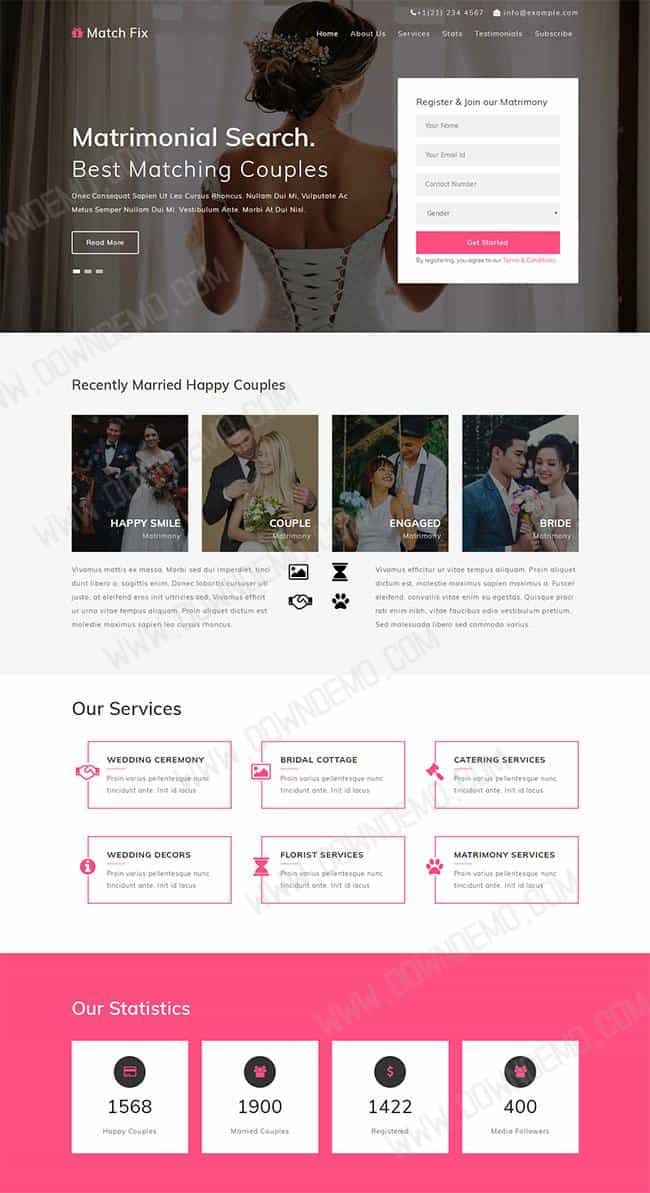 +1(21) 234 4567 info@example.com
Match Fix
Home About Us Services Stats Testimonials Subscribe
Matrimonial Search.
Best Matching Couples
Donec Consequat Sapien Ut Leo Cursus Rhoncus. Nullam Dui Mi, Vulputate Ac
Metus Semper Nullam Dui Mi. Vestibulum Ante. Morbi At Dui Nisl.
Read More
Register & Join our Matrimony
Your Name
Your Email Id
Contact Number
Gender
Get Started
By registering, you agree to our Terms & Conditions.
Recently Married Happy Couples
HAPPY SMILE
Matrimony
COUPLE
Matrimony
ENGAGED
Matrimony
BRIDE
Matrimony
Vivamus mattis ex massa. Morbi sed dui imperdiet, tinci
dunt libero a, sagittis enim. Donec lobortis cursuser ub
justo, at eleifend eros init ultricies sed. Vivamus efficit
ur urna vitae tempus aliquam. Proin aliquet dictum est
molestie maximus sapien leo cursus rhoncus.
Vivamus efficitur ur vitae tempus aliquam. Proin aliquet
dictum est, molestie maximus sapien maximus a. Fuscer
eleifend, convallis vitae enim eu egestas. Quisque praci
rati enim nibh, vitae faucibus odio vestibulum pretium.
Sed malesuada libero sed commodo varius.
Our Services
WEDDING CEREMONY
Proin varius pellentesque nunc
tincidunt ante. Init id lacus
BRIDAL COTTAGE
Proin varius pellentesque nunc
tincidunt ante. Init id lacus
CATERING SERVICES
Proin varius pellentesque nunc
tincidunt ante. Init id lacus
WEDDING DECORS
Proin varius pellentesque nunc
tincidunt ante. Init id lacus
FLORIST SERVICES
Proin varius pellentesque nunc
tincidunt ante. Init id lacus
MATRIMONY SERVICES
Proin varius pellentesque nunc
tincidunt ante. Init id lacus
Our Statistics
1568
Happy Couples
1900
Married Couples
1422
Registered
400
Media Followers
WWW.DOWNDEMO.COM